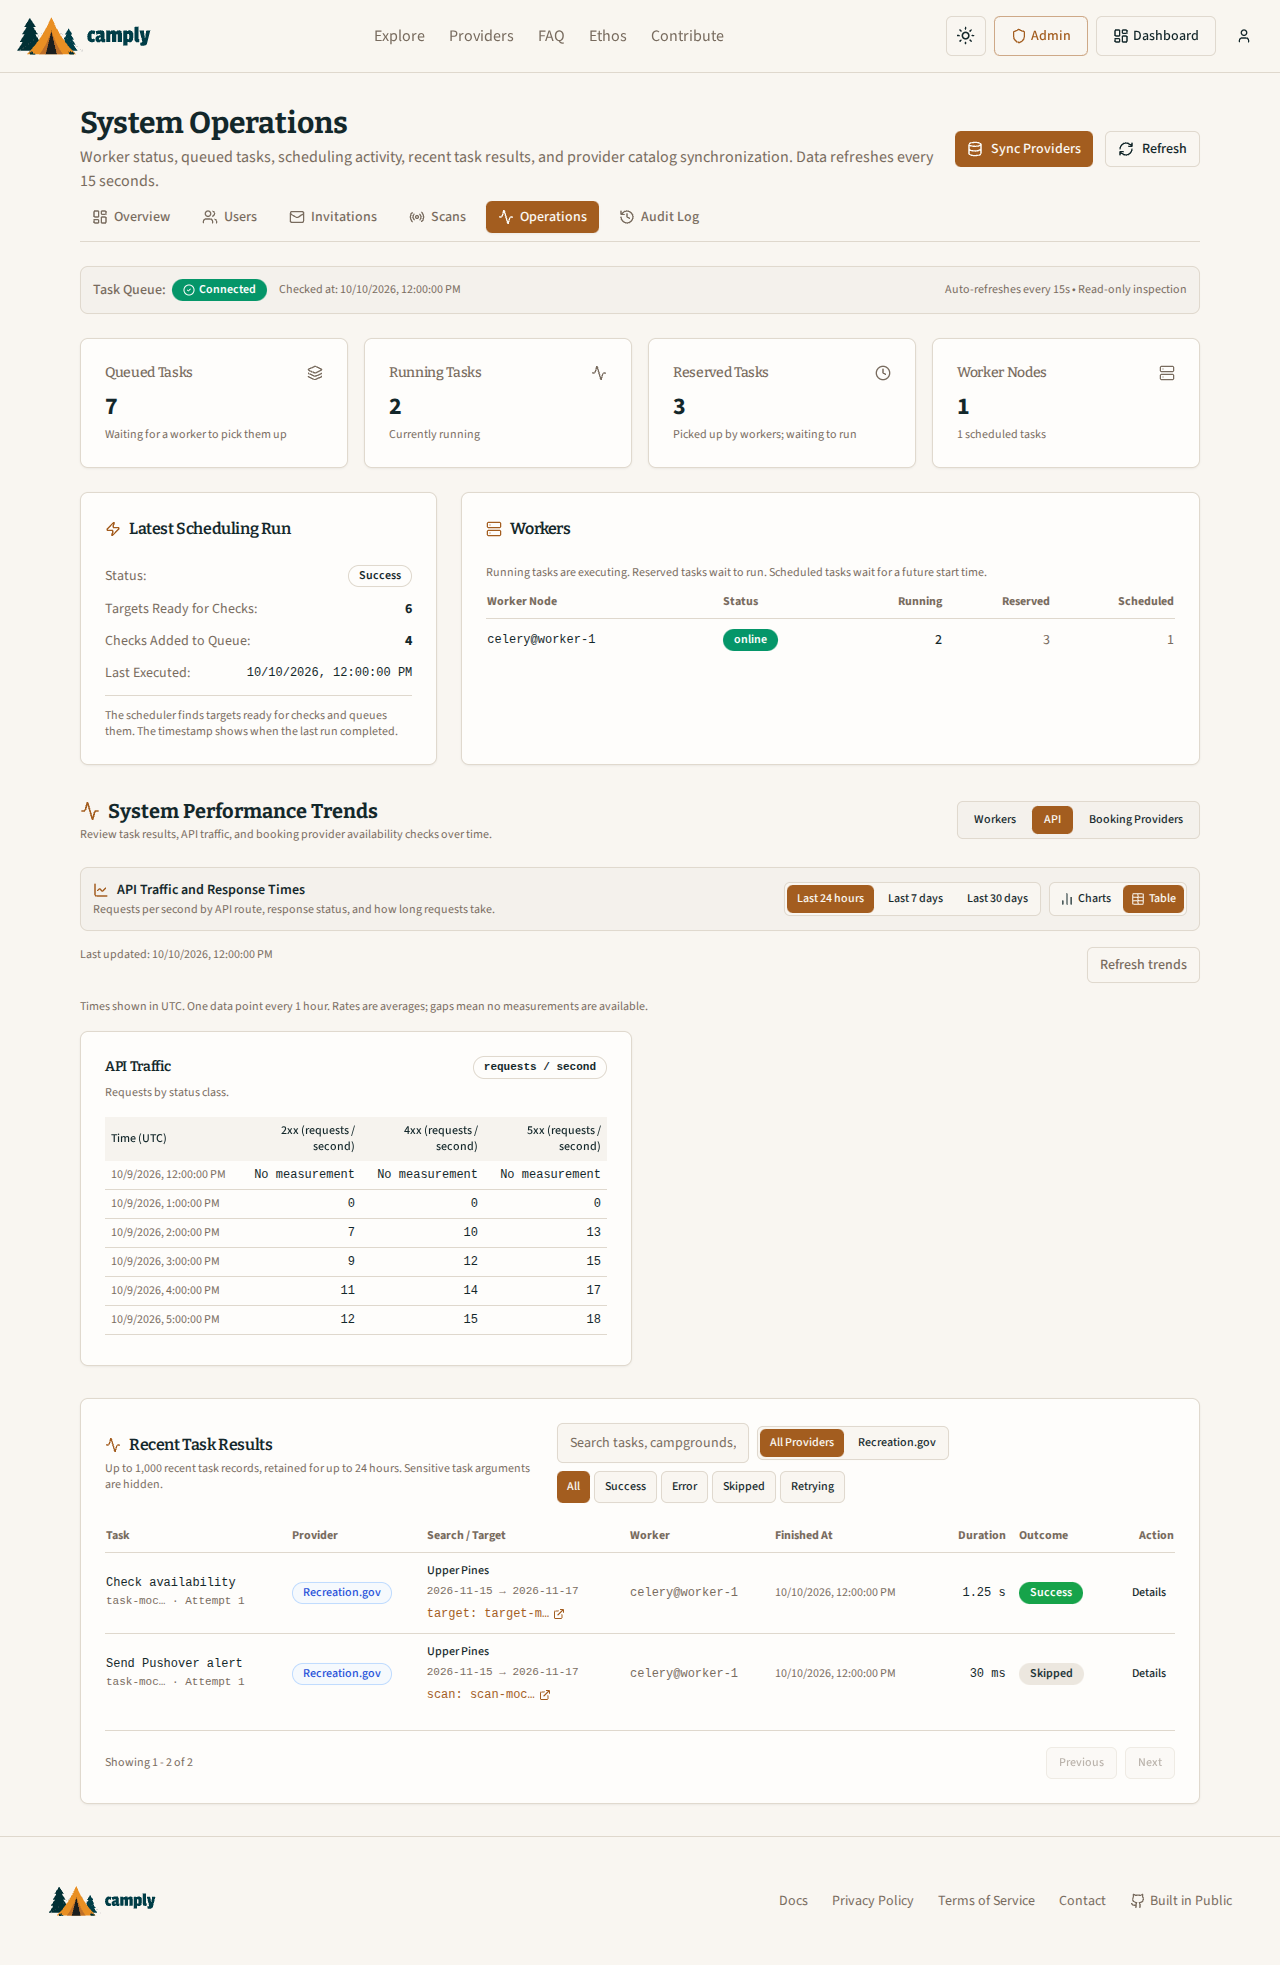 camply
Explore
Providers
FAQ
Ethos
Contribute
Admin
Dashboard
System Operations
Worker status, queued tasks, scheduling activity, recent task results, and provider catalog synchronization. Data refreshes every
15 seconds.
Sync Providers
Refresh
Overview
Users
Invitations
Scans
Operations
Audit Log
Task Queue:
Connected
Checked at: 10/10/2026, 12:00:00 PM
Auto-refreshes every 15s • Read-only inspection
Queued Tasks
7
Waiting for a worker to pick them up
Running Tasks
2
Currently running
Reserved Tasks
3
Picked up by workers; waiting to run
Worker Nodes
1
1 scheduled tasks
Latest Scheduling Run
Status:
Success
Targets Ready for Checks:
6
Checks Added to Queue:
4
Last Executed:
10/10/2026, 12:00:00 PM
The scheduler finds targets ready for checks and queues
them. The timestamp shows when the last run completed.
Workers
Running tasks are executing. Reserved tasks wait to run. Scheduled tasks wait for a future start time.
Worker Node Status Running Reserved Scheduled
celery@worker-1 online 2 3 1
System Performance Trends
Review task results, API traffic, and booking provider availability checks over time.
Workers
API
Booking Providers
API Traffic and Response Times
Requests per second by API route, response status, and how long requests take.
Last 24 hours
Last 7 days
Last 30 days
Charts
Table
Last updated: 10/10/2026, 12:00:00 PM
Refresh trends
Times shown in UTC. One data point every 1 hour. Rates are averages; gaps mean no measurements are available.
API Traffic
requests / second
Requests by status class.
Time (UTC)
2xx (requests /
second)
4xx (requests /
second)
5xx (requests /
second)
10/9/2026, 12:00:00 PM No measurement No measurement No measurement
10/9/2026, 1:00:00 PM 0 0 0
10/9/2026, 2:00:00 PM 7 10 13
10/9/2026, 3:00:00 PM 9 12 15
10/9/2026, 4:00:00 PM 11 14 17
10/9/2026, 5:00:00 PM 12 15 18
Recent Task Results
Up to 1,000 recent task records, retained for up to 24 hours. Sensitive task arguments
are hidden.
Search tasks, campgrounds,
All Providers
Recreation.gov
All
Success
Error
Skipped
Retrying
Task Provider Search / Target Worker Finished At Duration Outcome Action
Check availability
task-moc… · Attempt 1
Recreation.gov
Upper Pines
2026-11-15 → 2026-11-17
target: target-m…
celery@worker-1
10/10/2026, 12:00:00 PM
1.25 s
Success
Details
Send Pushover alert
task-moc… · Attempt 1
Recreation.gov
Upper Pines
2026-11-15 → 2026-11-17
scan: scan-moc…
celery@worker-1
10/10/2026, 12:00:00 PM
30 ms
Skipped
Details
Showing 1 - 2 of 2
Previous
Next
camply
Docs
Privacy Policy
Terms of Service
Contact
Built in Public